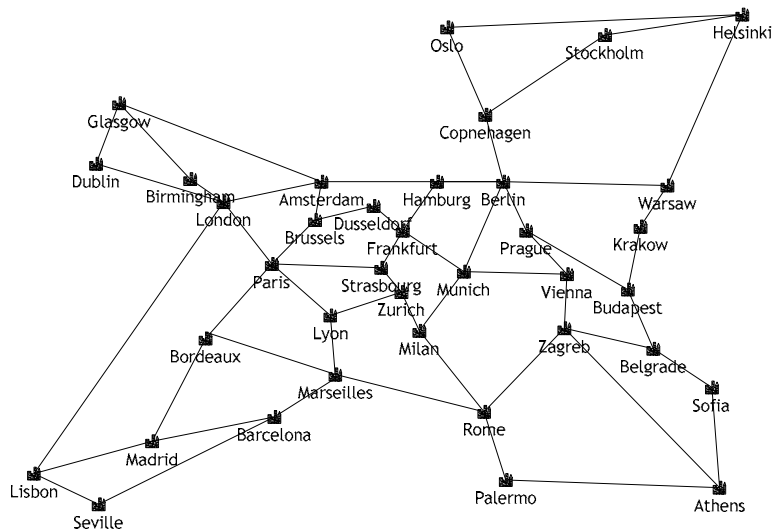 Oslo
Helsinki
Stockholm
Glasgow
Copnehagen
Dublin
Birmingham
Amsterdam
Hamburg
Berlin
Warsaw
London
Dusseldorf
Brussels
Frankfurt
Prague
Krakow
Paris
Strasbourg
Munich
Vienna
Zurich
Budapest
Lyon
Bordeaux
Milan
Zagreb
Belgrade
Marseilles
Sofia
Barcelona
Rome
Madrid
Lisbon
Palermo
Athens
Seville